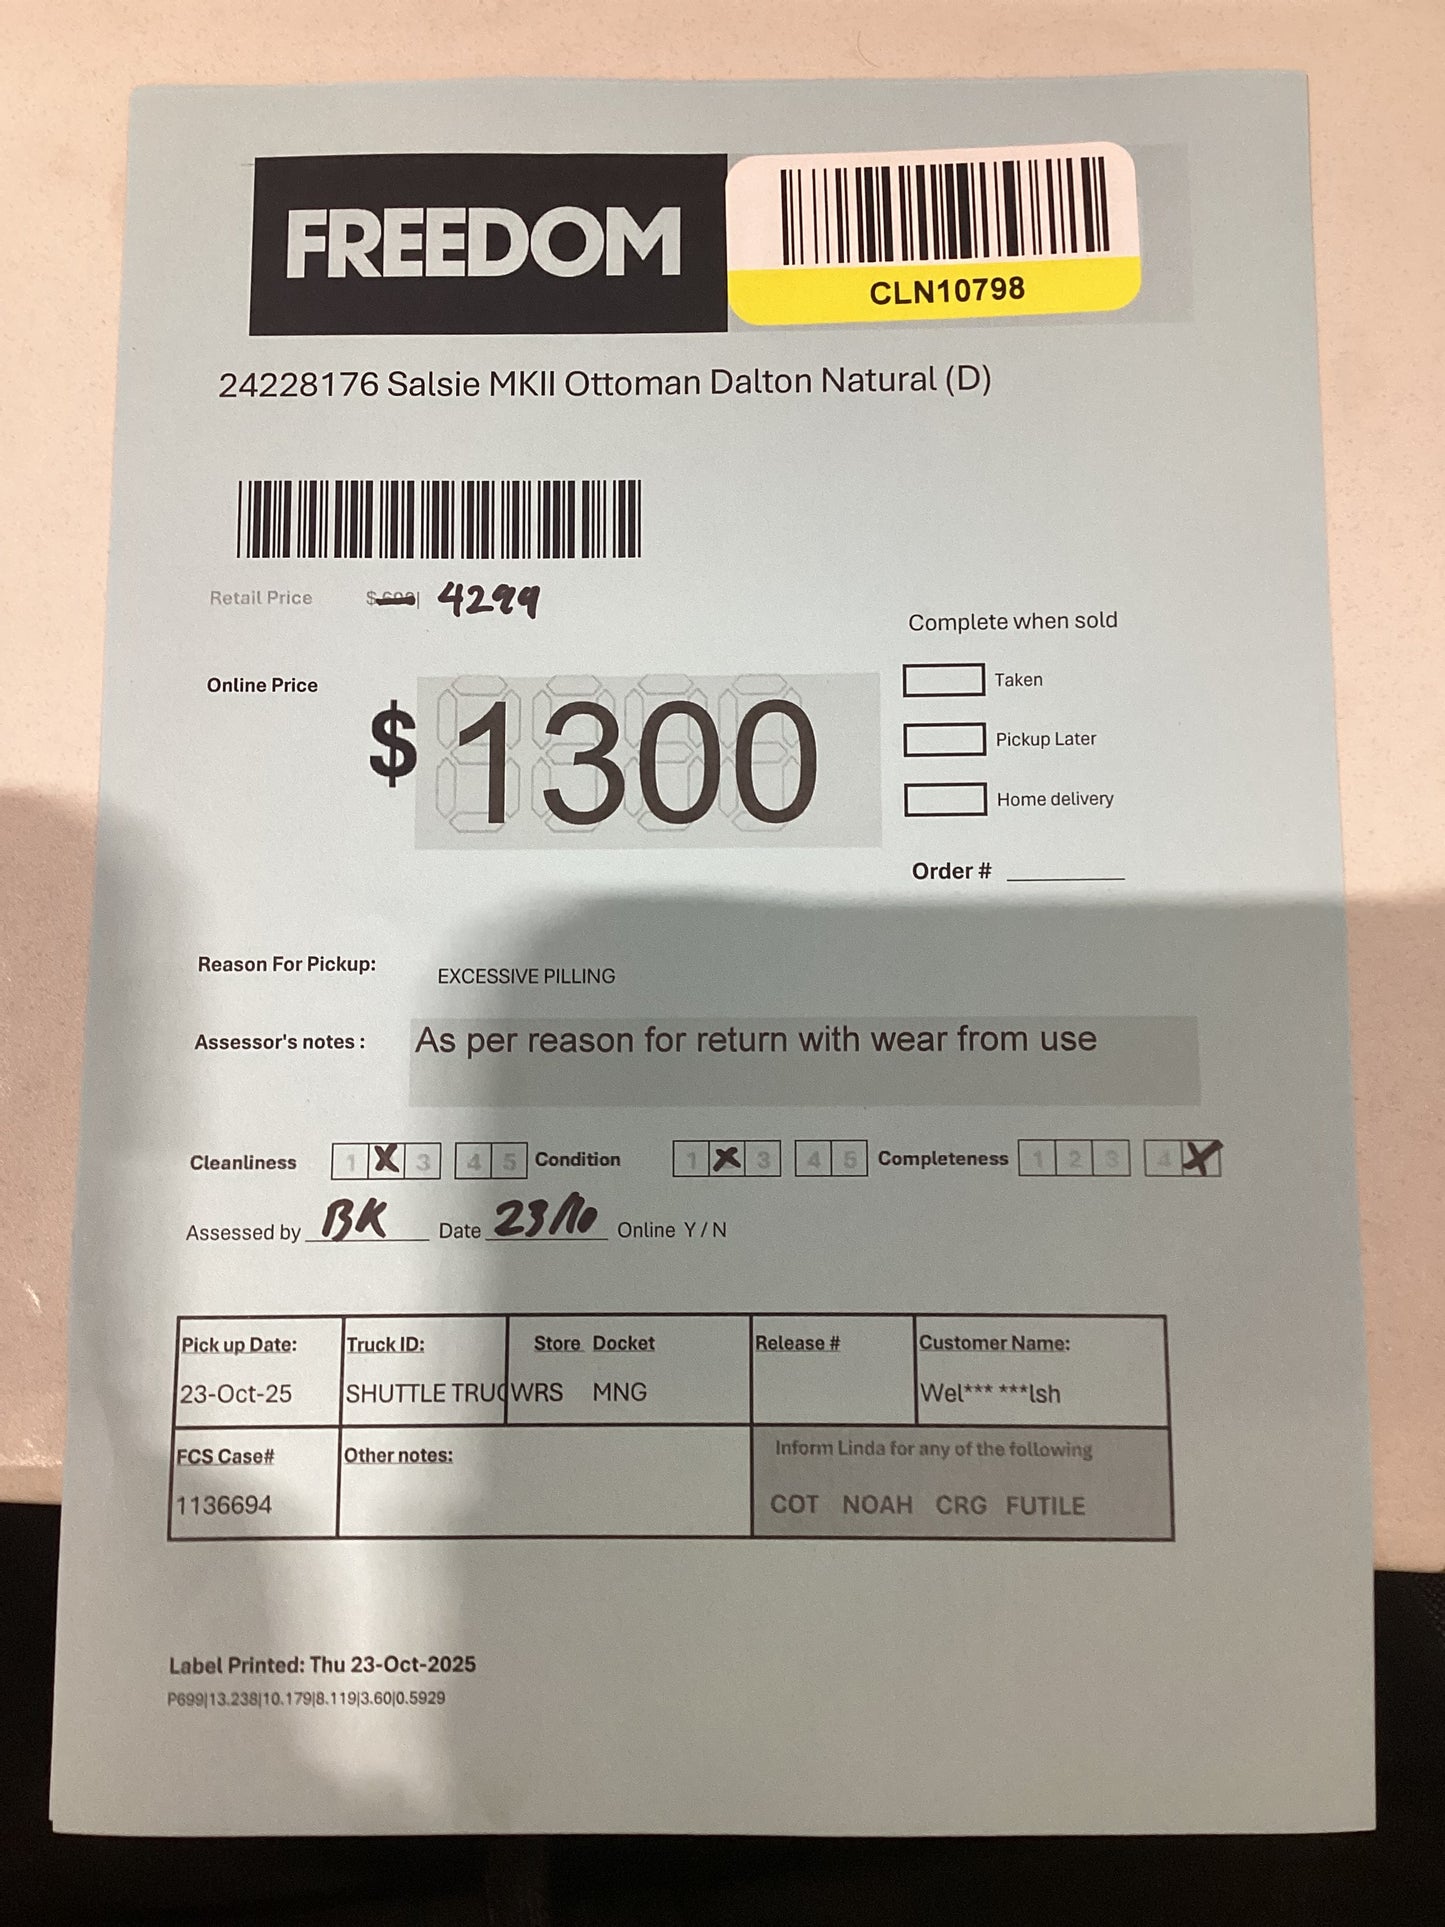 FREEDOM
CLN10798
24228176 Salsie MKII Ottoman Dalton Natural (D)
Retail Price 4299
Complete when sold
Online Price $ 1300
Taken
Pickup Later
Home delivery
Order #
Reason For Pickup: EXCESSIVE PILLING
Assessor's notes : As per reason for return with wear from use
Cleanliness 1 X 3 4 5 Condition 1 X 3 4 5 Completeness 1 2 3 4 X
Assessed by BK Date 23/10 Online Y / N
Pick up Date: Truck ID: Store Docket Release # Customer Name:
23-Oct-25 SHUTTLE TRUC WRS MNG Wel*** ***lsh
FCS Case# Other notes: Inform Linda for any of the following
1136694 COT NOAH CRG FUTILE
Label Printed: Thu 23-Oct-2025
P699|13.238|10.179|8.119|3.60|0.5929